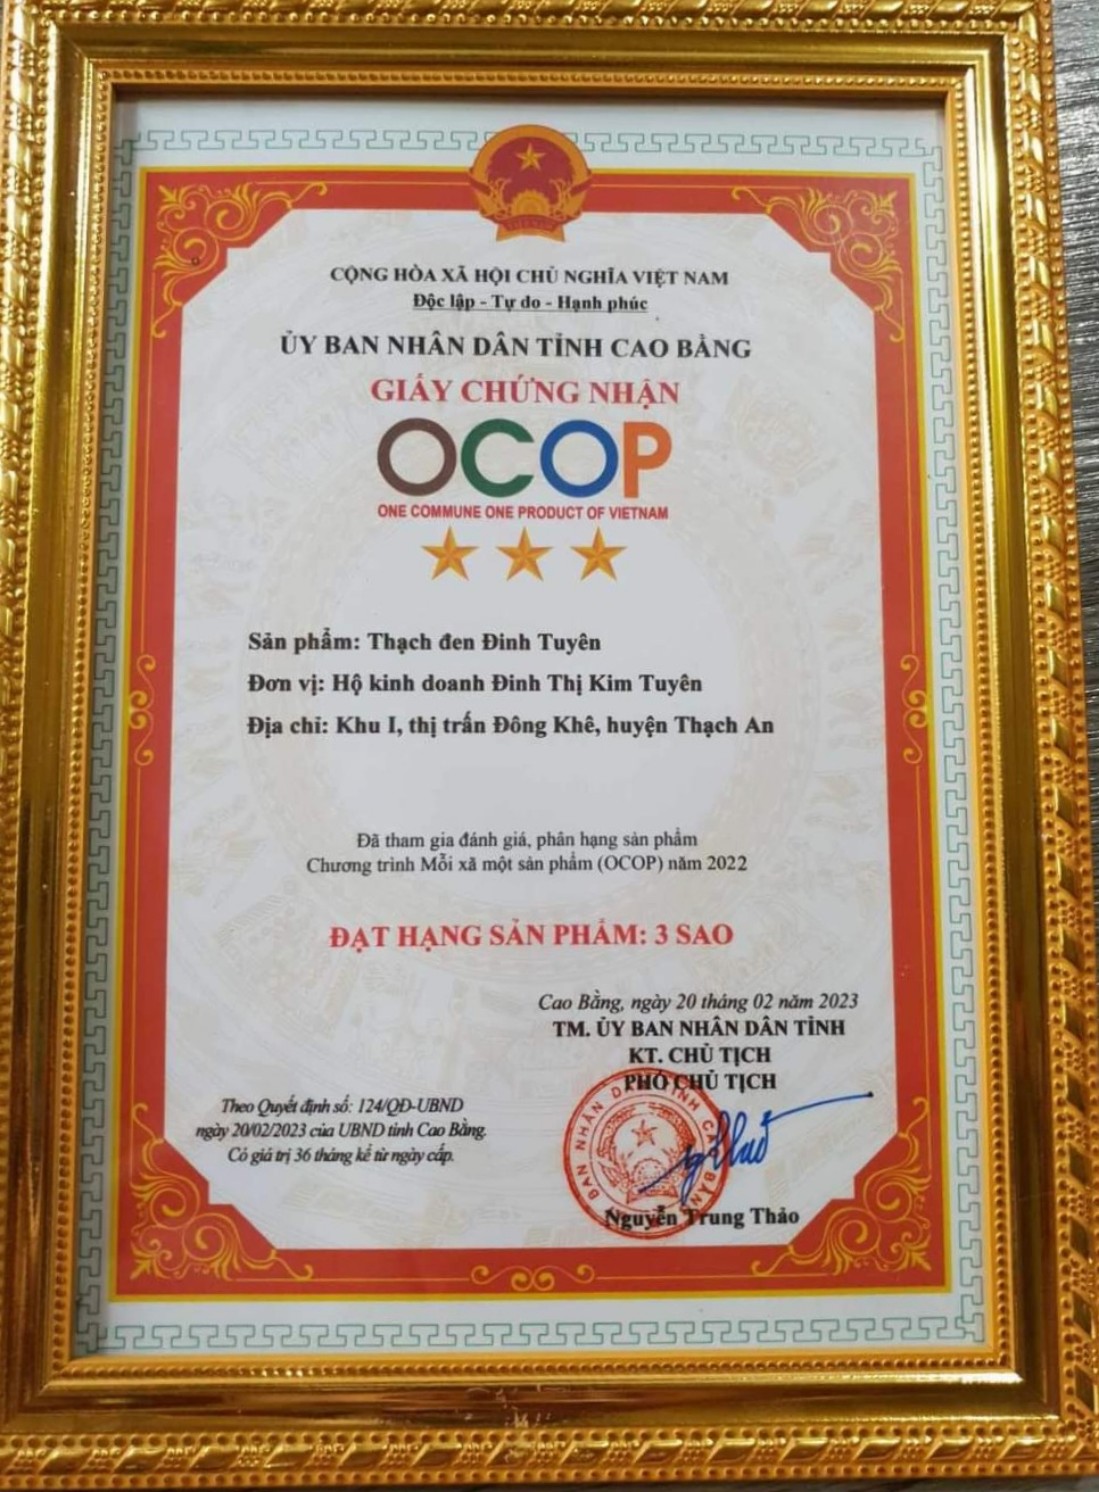 CỘNG HÒA XÃ HỘI CHỦ NGHĨA VIỆT NAM
Độc lập - Tự do - Hạnh phúc
ỦY BAN NHÂN DÂN TỈNH CAO BẰNG
GIẤY CHỨNG NHẬN
OCOP
ONE COMMUNE ONE PRODUCT OF VIETNAM
Sản phẩm: Thạch đen Đinh Tuyên
Đơn vị: Hộ kinh doanh Đinh Thị Kim Tuyên
Địa chỉ: Khu I, thị trấn Đông Khê, huyện Thạch An
Đã tham gia đánh giá, phân hạng sản phẩm
Chương trình Mỗi xã một sản phẩm (OCOP) năm 2022
ĐẠT HẠNG SẢN PHẨM: 3 SAO
Cao Bằng, ngày 20 tháng 02 năm 2023
TM. ỦY BAN NHÂN DÂN TỈNH
KT. CHỦ TỊCH
PHÓ CHỦ TỊCH
Theo Quyết định số: 124/QĐ-UBND
ngày 20/02/2023 của UBND tỉnh Cao Bằng.
Có giá trị 36 tháng kể từ ngày cấp.
BAN NHÂN DÂN TỈNH CAO BẰNG
Nguyễn Trung Thảo